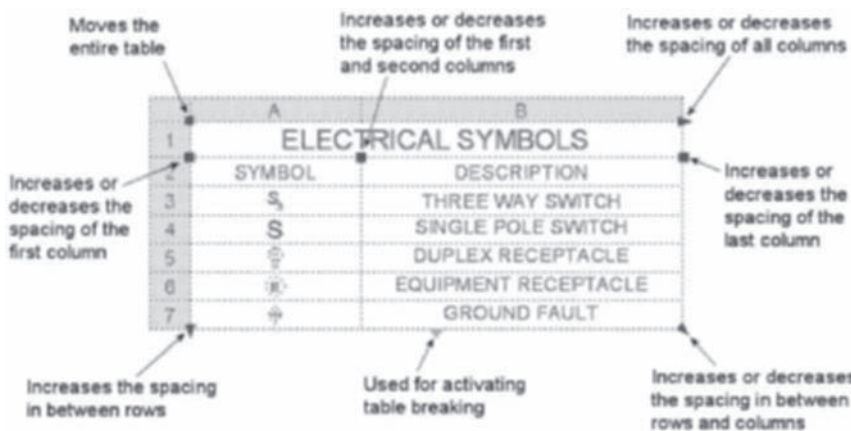 Moves the
entire table
Increases or decreases
the spacing of the first
and second columns
Increases or decreases
the spacing of all columns
A B
1 ELECTRICAL SYMBOLS
2 SYMBOL DESCRIPTION
3 S3 THREE WAY SWITCH
4 S SINGLE POLE SWITCH
5 DUPLEX RECEPTACLE
6 EQUIPMENT RECEPTACLE
7 GROUND FAULT
Increases or
decreases the
spacing of the
first column
Increases or
decreases the
spacing of the
last column
Increases the spacing
in between rows
Used for activating
table breaking
Increases or decreases
the spacing in between
rows and columns